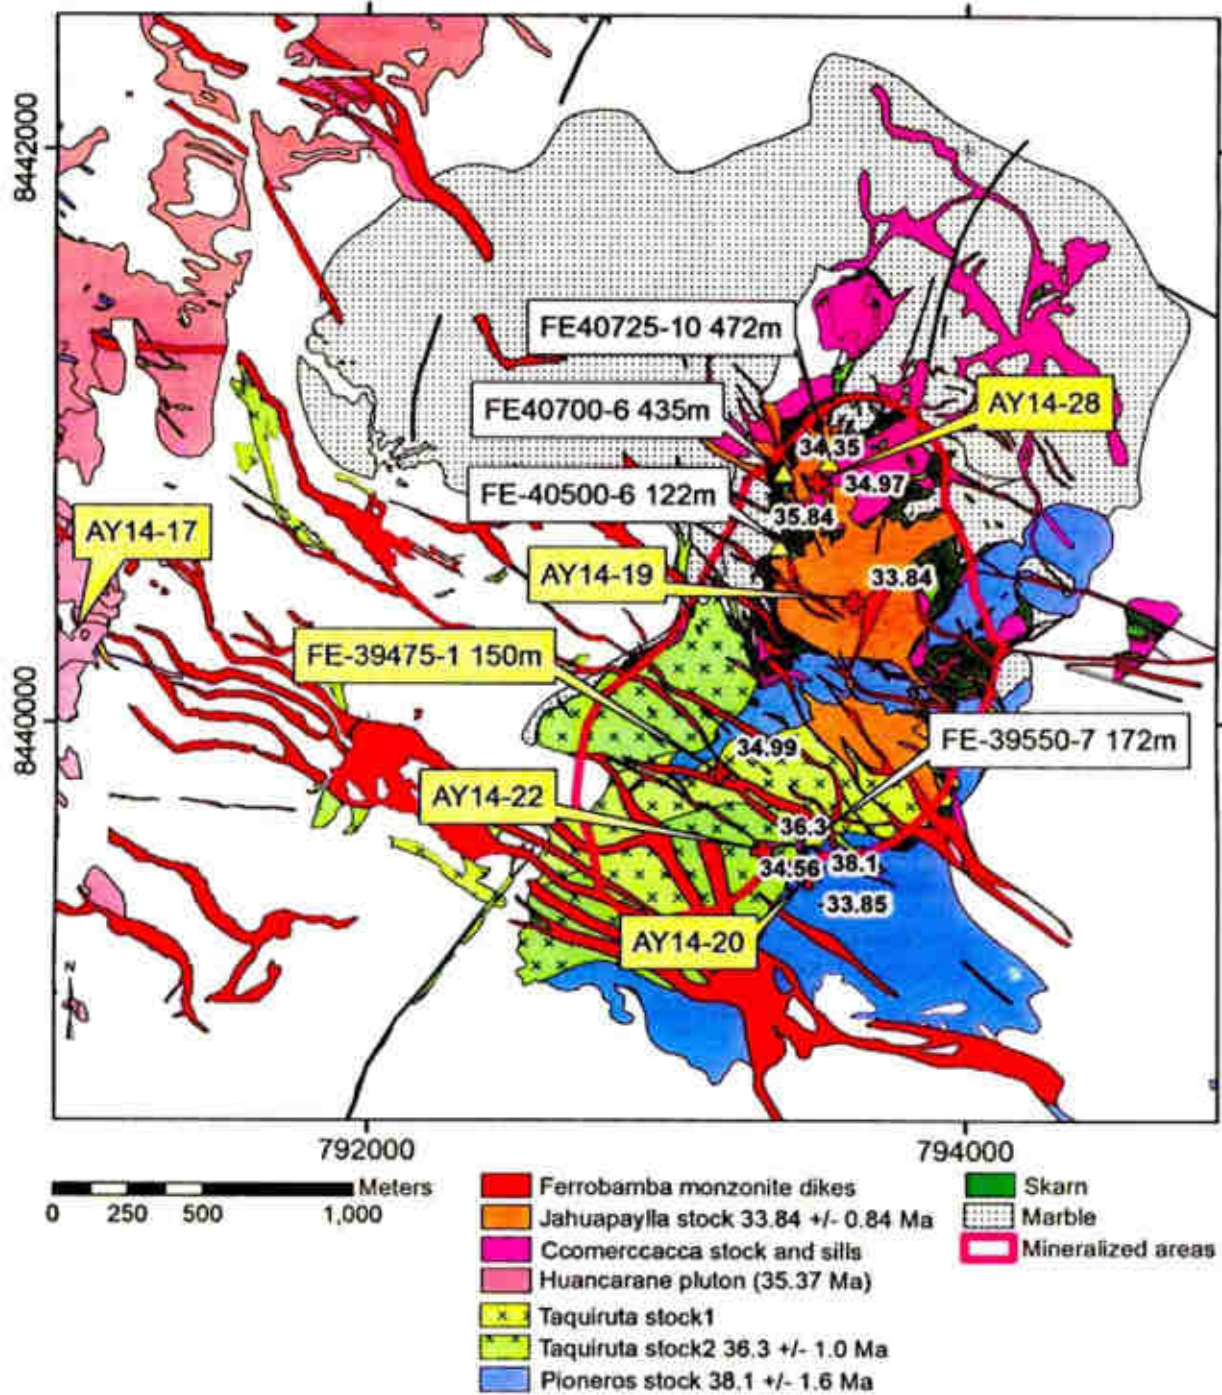 8442000
FE40725-10 472m
FE40700-6 435m
AY14-28
34.35
FE-40500-6 122m
34.97
35.84
AY14-17
AY14-19
33.84
FE-39475-1 150m
8440000
34.99
FE-39550-7 172m
AY14-22
36.3
34.56
38.1
33.85
AY14-20
N
792000
794000
Meters
0 250 500 1,000
Ferrobamba monzonite dikes
Jahuapaylla stock 33.84 +/- 0.84 Ma
Ccomerccacca stock and sills
Huancarane pluton (35.37 Ma)
Taquiruta stock1
Taquiruta stock2 36.3 +/- 1.0 Ma
Pioneros stock 38.1 +/- 1.6 Ma
Skarn
Marble
Mineralized areas